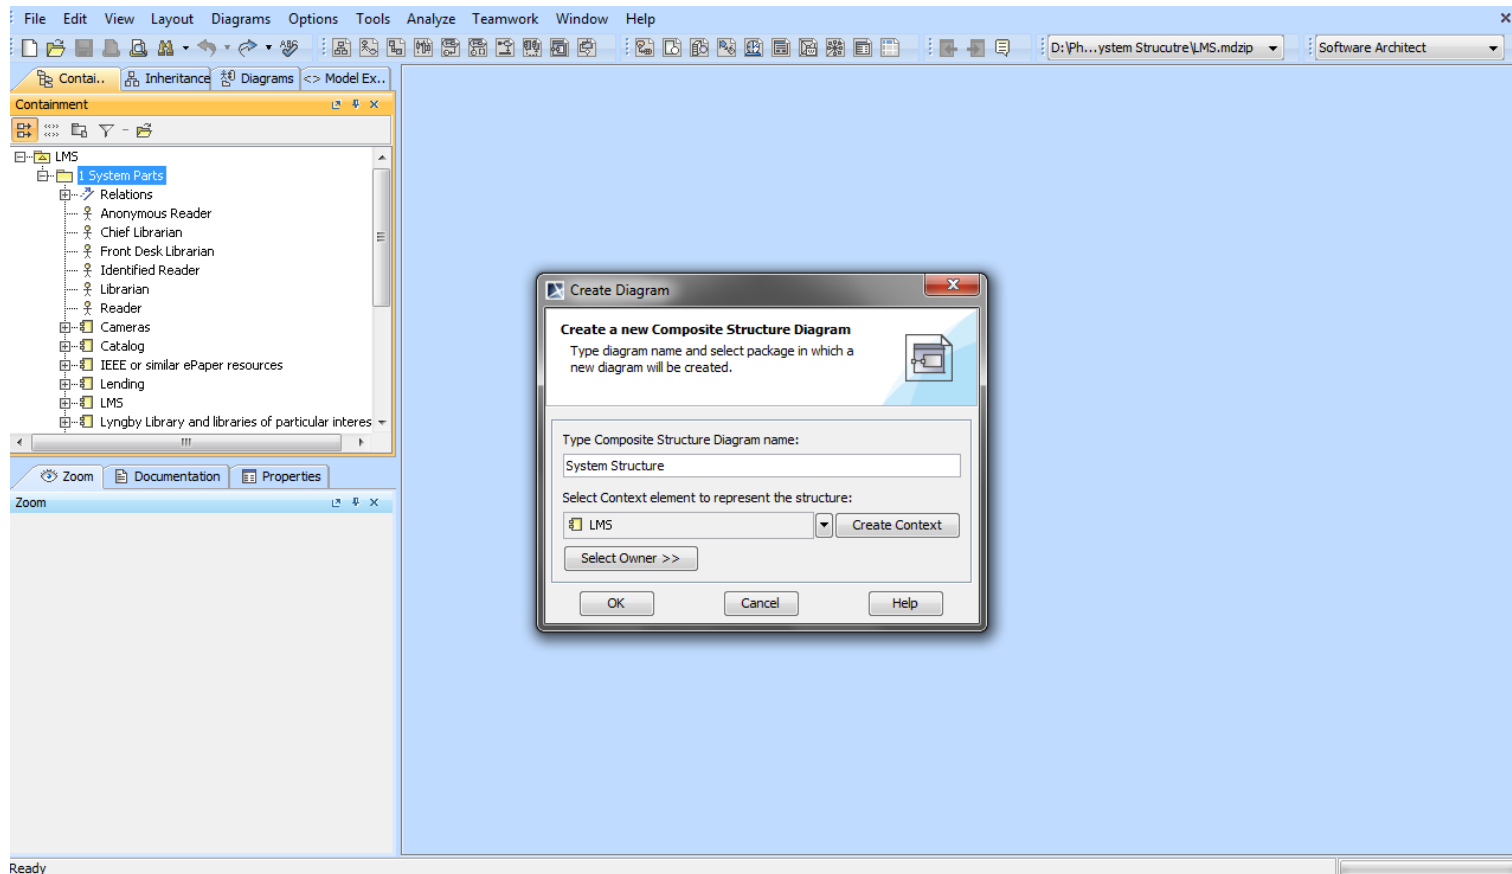 File Edit View Layout Diagrams Options Tools Analyze Teamwork Window Help
D:\Ph...ystem Strucutre\LMS.mdzip
Software Architect
Contai..
Inheritance
Diagrams
<> Model Ex..
Containment
LMS
1 System Parts
Relations
Anonymous Reader
Chief Librarian
Front Desk Librarian
Identified Reader
Librarian
Reader
Cameras
Catalog
IEEE or similar ePaper resources
Lending
LMS
Lyngby Library and libraries of particular interes
Zoom
Documentation
Properties
Zoom
Create Diagram
Create a new Composite Structure Diagram
Type diagram name and select package in which a
new diagram will be created.
Type Composite Structure Diagram name:
System Structure
Select Context element to represent the structure:
LMS
Create Context
Select Owner >>
OK
Cancel
Help
Ready